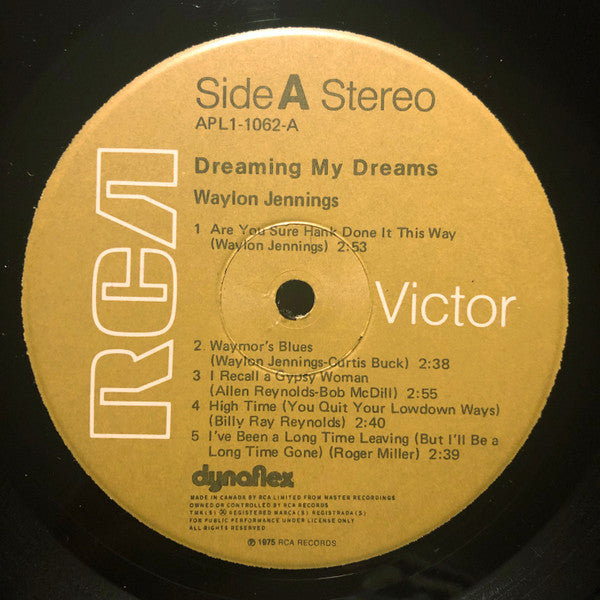 Side A Stereo
APL1-1062-A
Dreaming My Dreams
Waylon Jennings
1 Are You Sure Hank Done It This Way
(Waylon Jennings) 2:53
RCA
Victor
2. Waymor's Blues
(Waylon Jennings-Curtis Buck) 2:38
3 I Recall a Gypsy Woman
(Allen Reynolds-Bob McDill) 2:55
4 High Time (You Quit Your Lowdown Ways)
(Billy Ray Reynolds) 2:40
5 I've Been a Long Time Leaving (But I'll Be a
Long Time Gone) (Roger Miller) 2:39
dynaflex
MADE IN CANADA BY RCA LIMITED FROM MASTER RECORDINGS
OWNED OR CONTROLLED BY RCA RECORDS
TMK(S) ® REGISTERED MARCA(S) REGISTRADA(S)
FOR PUBLIC PERFORMANCE UNDER LICENSE ONLY
ALL RIGHTS RESERVED
℗ 1975 RCA RECORDS